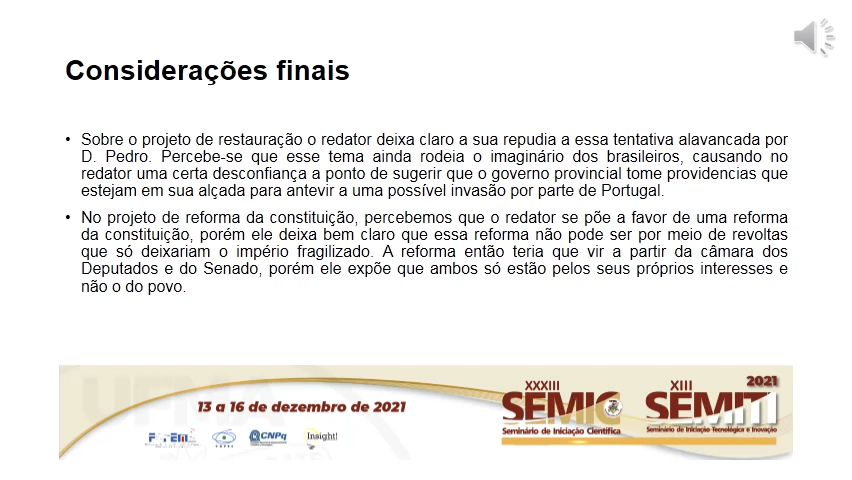 Considerações finais
• Sobre o projeto de restauração o redator deixa claro a sua repudia a essa tentativa alavancada por
D. Pedro. Percebe-se que esse tema ainda rodeia o imaginário dos brasileiros, causando no
redator uma certa desconfiança a ponto de sugerir que o governo provincial tome providencias que
estejam em sua alçada para antevir a uma possível invasão por parte de Portugal.
• No projeto de reforma da constituição, percebemos que o redator se põe a favor de uma reforma
da constituição, porém ele deixa bem claro que essa reforma não pode ser por meio de revoltas
que só deixariam o império fragilizado. A reforma então teria que vir a partir da câmara dos
Deputados e do Senado, porém ele expõe que ambos só estão pelos seus próprios interesses e
não o do povo.
UFMA
13 a 16 de dezembro de 2021
CNPq
Insight!
XXXIII
SEMIC
Seminário de Iniciação Científica
2021
XIII
SEMITI
Seminário de Iniciação Tecnológica e Inovação